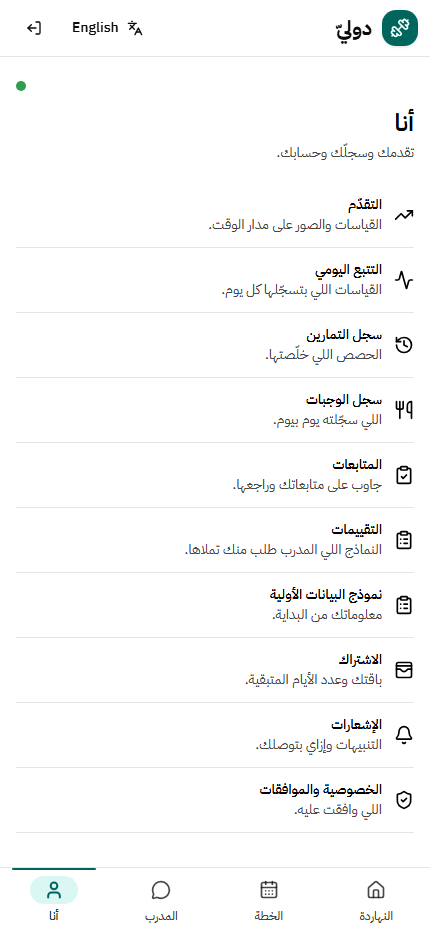 دوليّ
English
أنا
تقدمك وسجلّك وحسابك.
التقدّم
القياسات والصور على مدار الوقت.
التتبع اليومي
القياسات اللي بتسجّلها كل يوم.
سجل التمارين
الحصص اللي خلّصتها.
سجل الوجبات
اللي سجّلته يوم بيوم.
المتابعات
جاوب على متابعاتك وراجعها.
التقييمات
النماذج اللي المدرب طلب منك تملاها.
نموذج البيانات الأولية
معلوماتك من البداية.
الاشتراك
باقتك وعدد الأيام المتبقية.
الإشعارات
التنبيهات وإزاي بتوصلك.
الخصوصية والموافقات
اللي وافقت عليه.
النهاردة
الخطة
المدرب
أنا